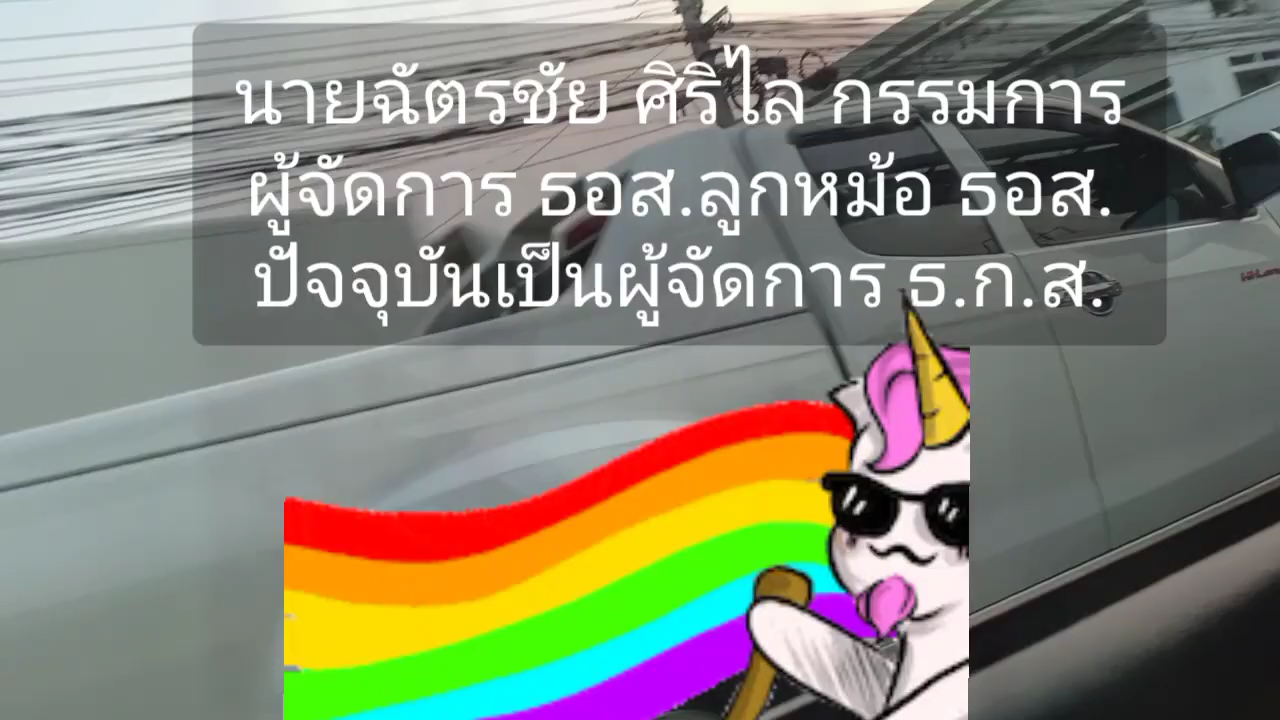 นายฉัตรชัย ศิริไล กรรมการ
ผู้จัดการ ธอส.ลูกหม้อ ธอส.
ปัจจุบันเป็นผู้จัดการ ธ.ก.ส.